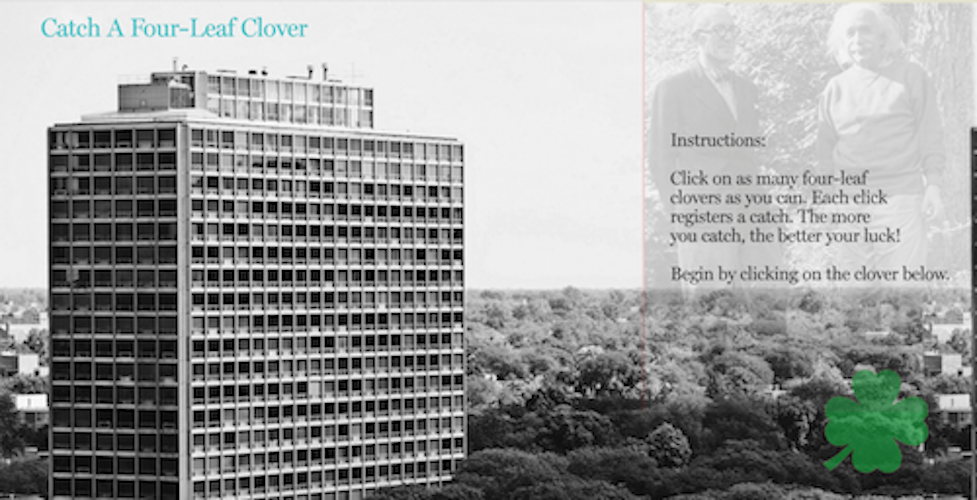 Catch A Four-Leaf Clover
Instructions:
Click on as many four-leaf
clovers as you can. Each click
registers a catch. The more
you catch, the better your luck!
Begin by clicking on the clover below.